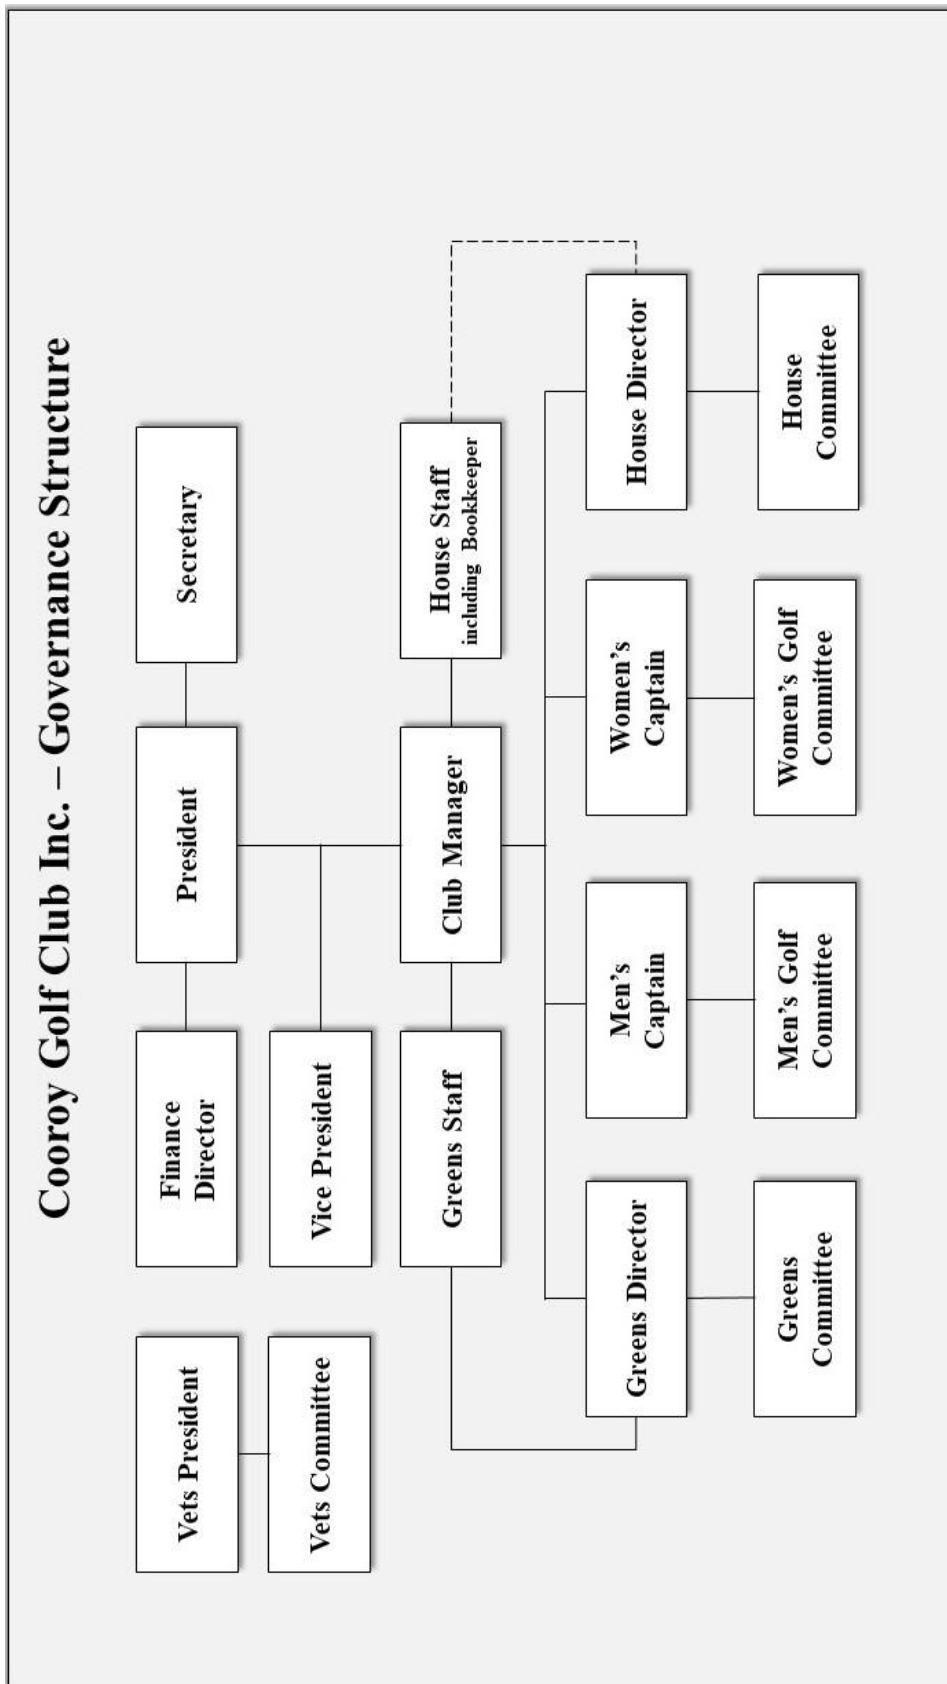 Cooroy Golf Club Inc. – Governance Structure
Vets President
Finance
Director
President
Secretary
Vets Committee
Vice President
Greens Staff
Club Manager
House Staff
including Bookkeeper
Greens Director
Men's
Captain
Women's
Captain
House Director
Greens
Committee
Men's Golf
Committee
Women's Golf
Committee
House
Committee